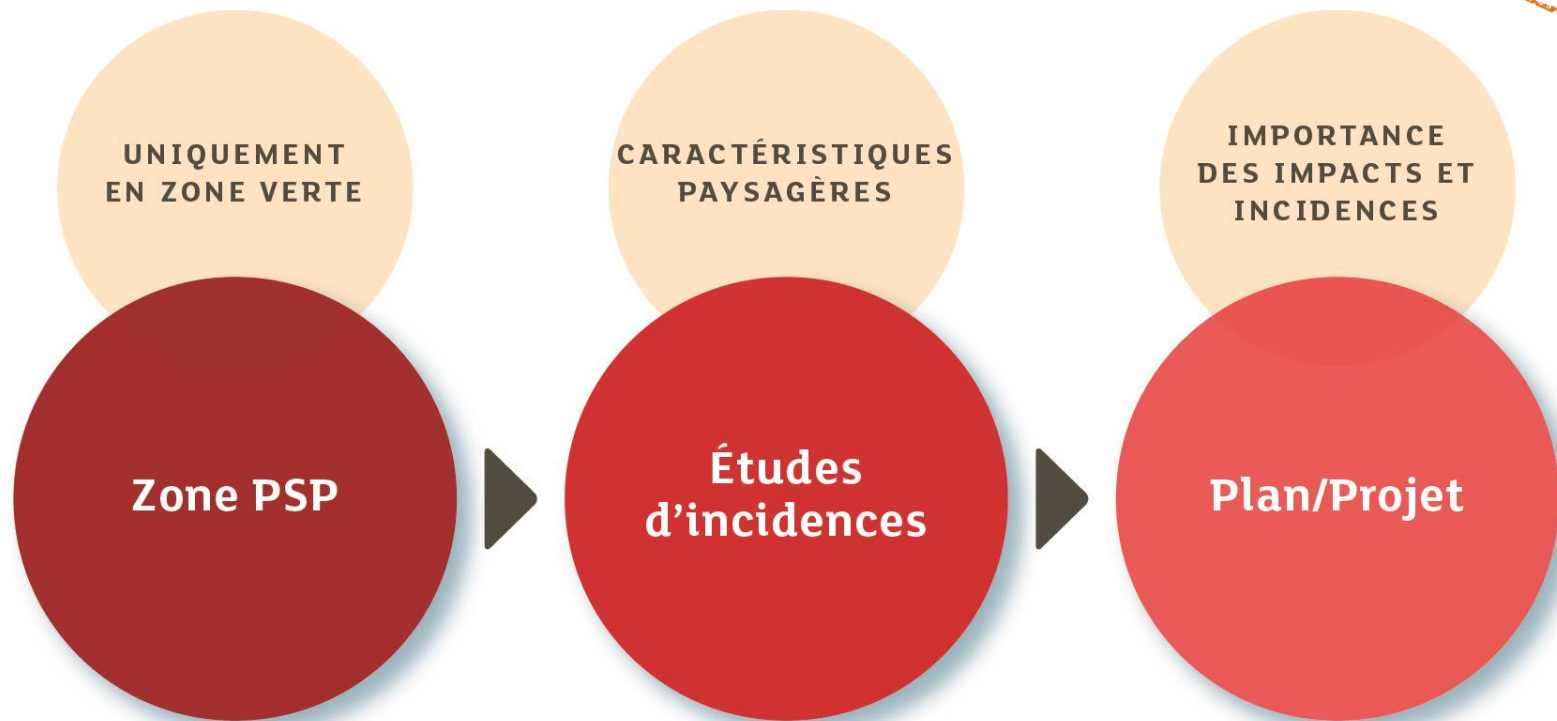 UNIQUEMENT
EN ZONE VERTE
Zone PSP
CARACTÉRISTIQUES
PAYSAGÈRES
Études
d'incidences
IMPORTANCE
DES IMPACTS ET
INCIDENCES
Plan/Projet